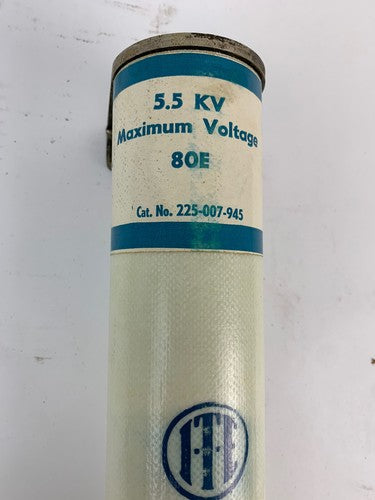 5.5 KV
Maximum Voltage
80E
Cat. No. 225-007-945
ITE